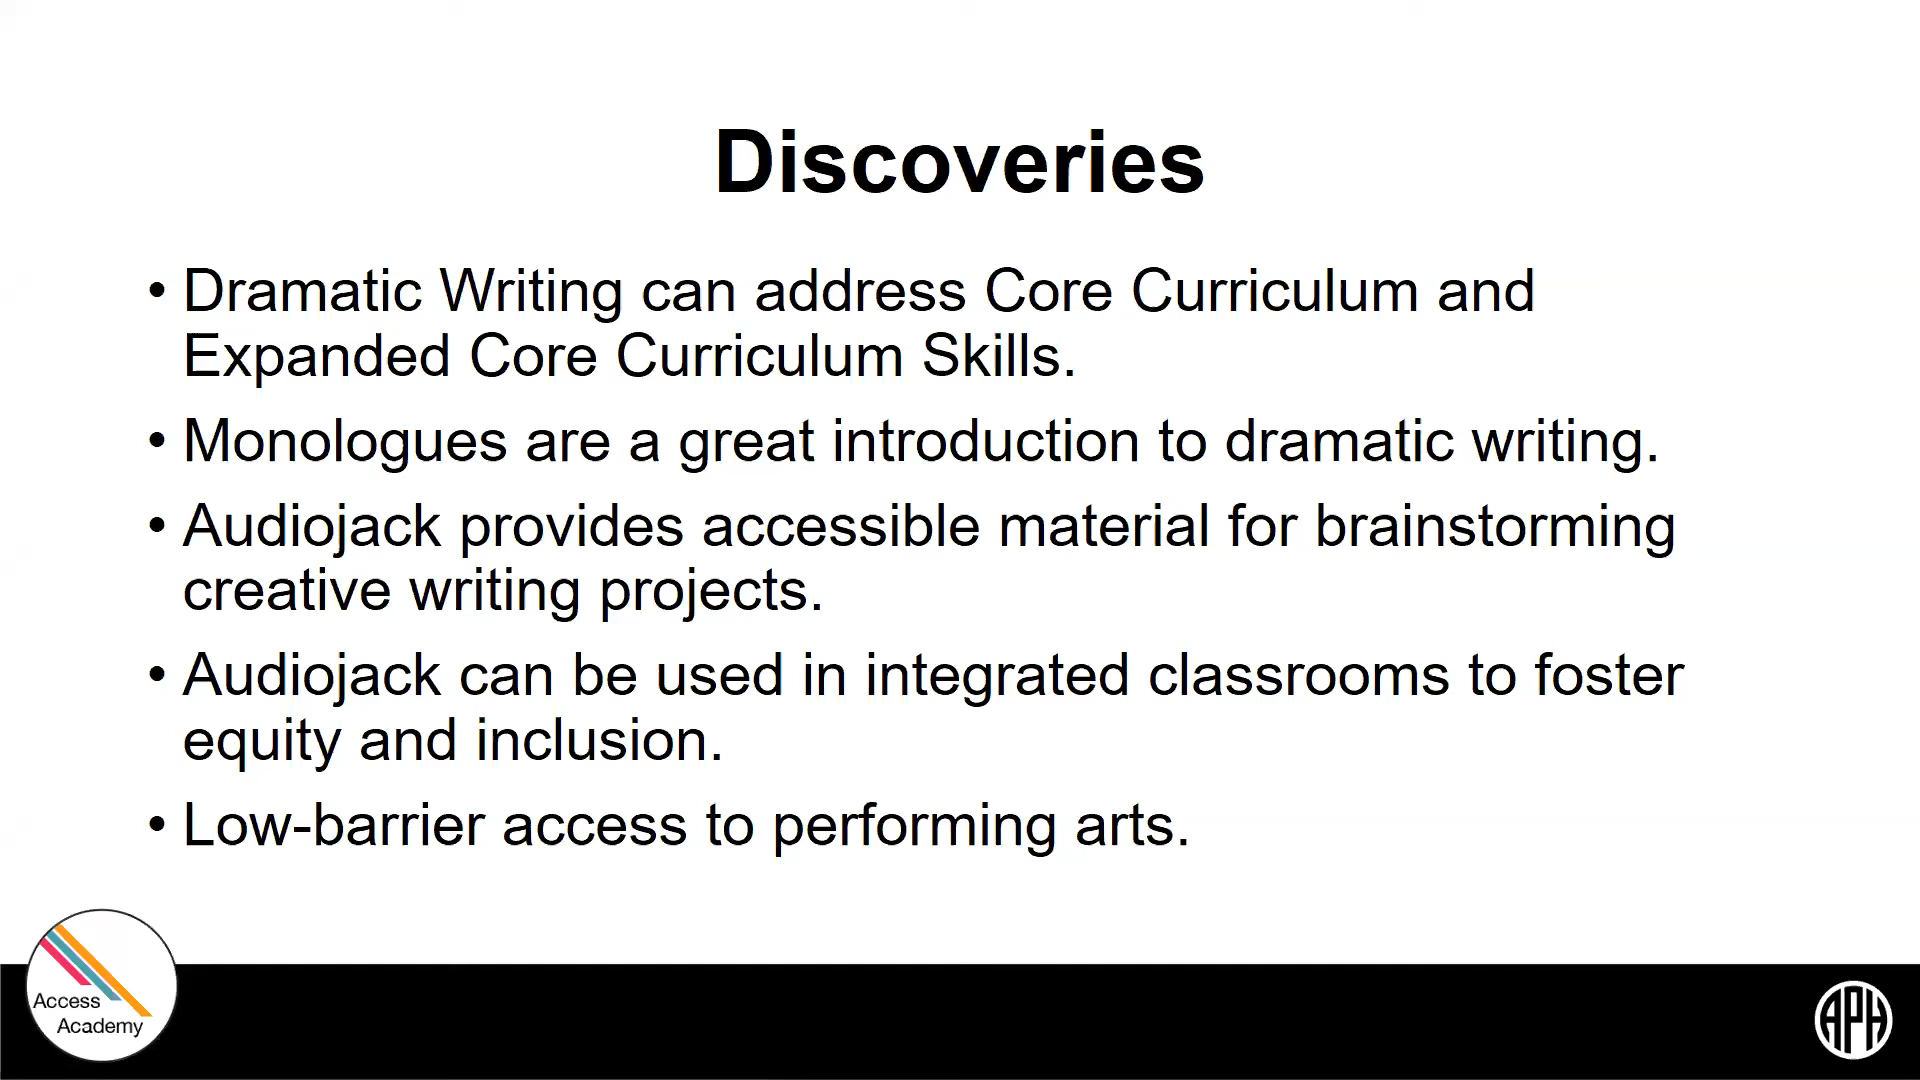 Discoveries
• Dramatic Writing can address Core Curriculum and
Expanded Core Curriculum Skills.
• Monologues are a great introduction to dramatic writing.
• Audiojack provides accessible material for brainstorming
creative writing projects.
• Audiojack can be used in integrated classrooms to foster
equity and inclusion.
• Low-barrier access to performing arts.
Access
Academy
APH